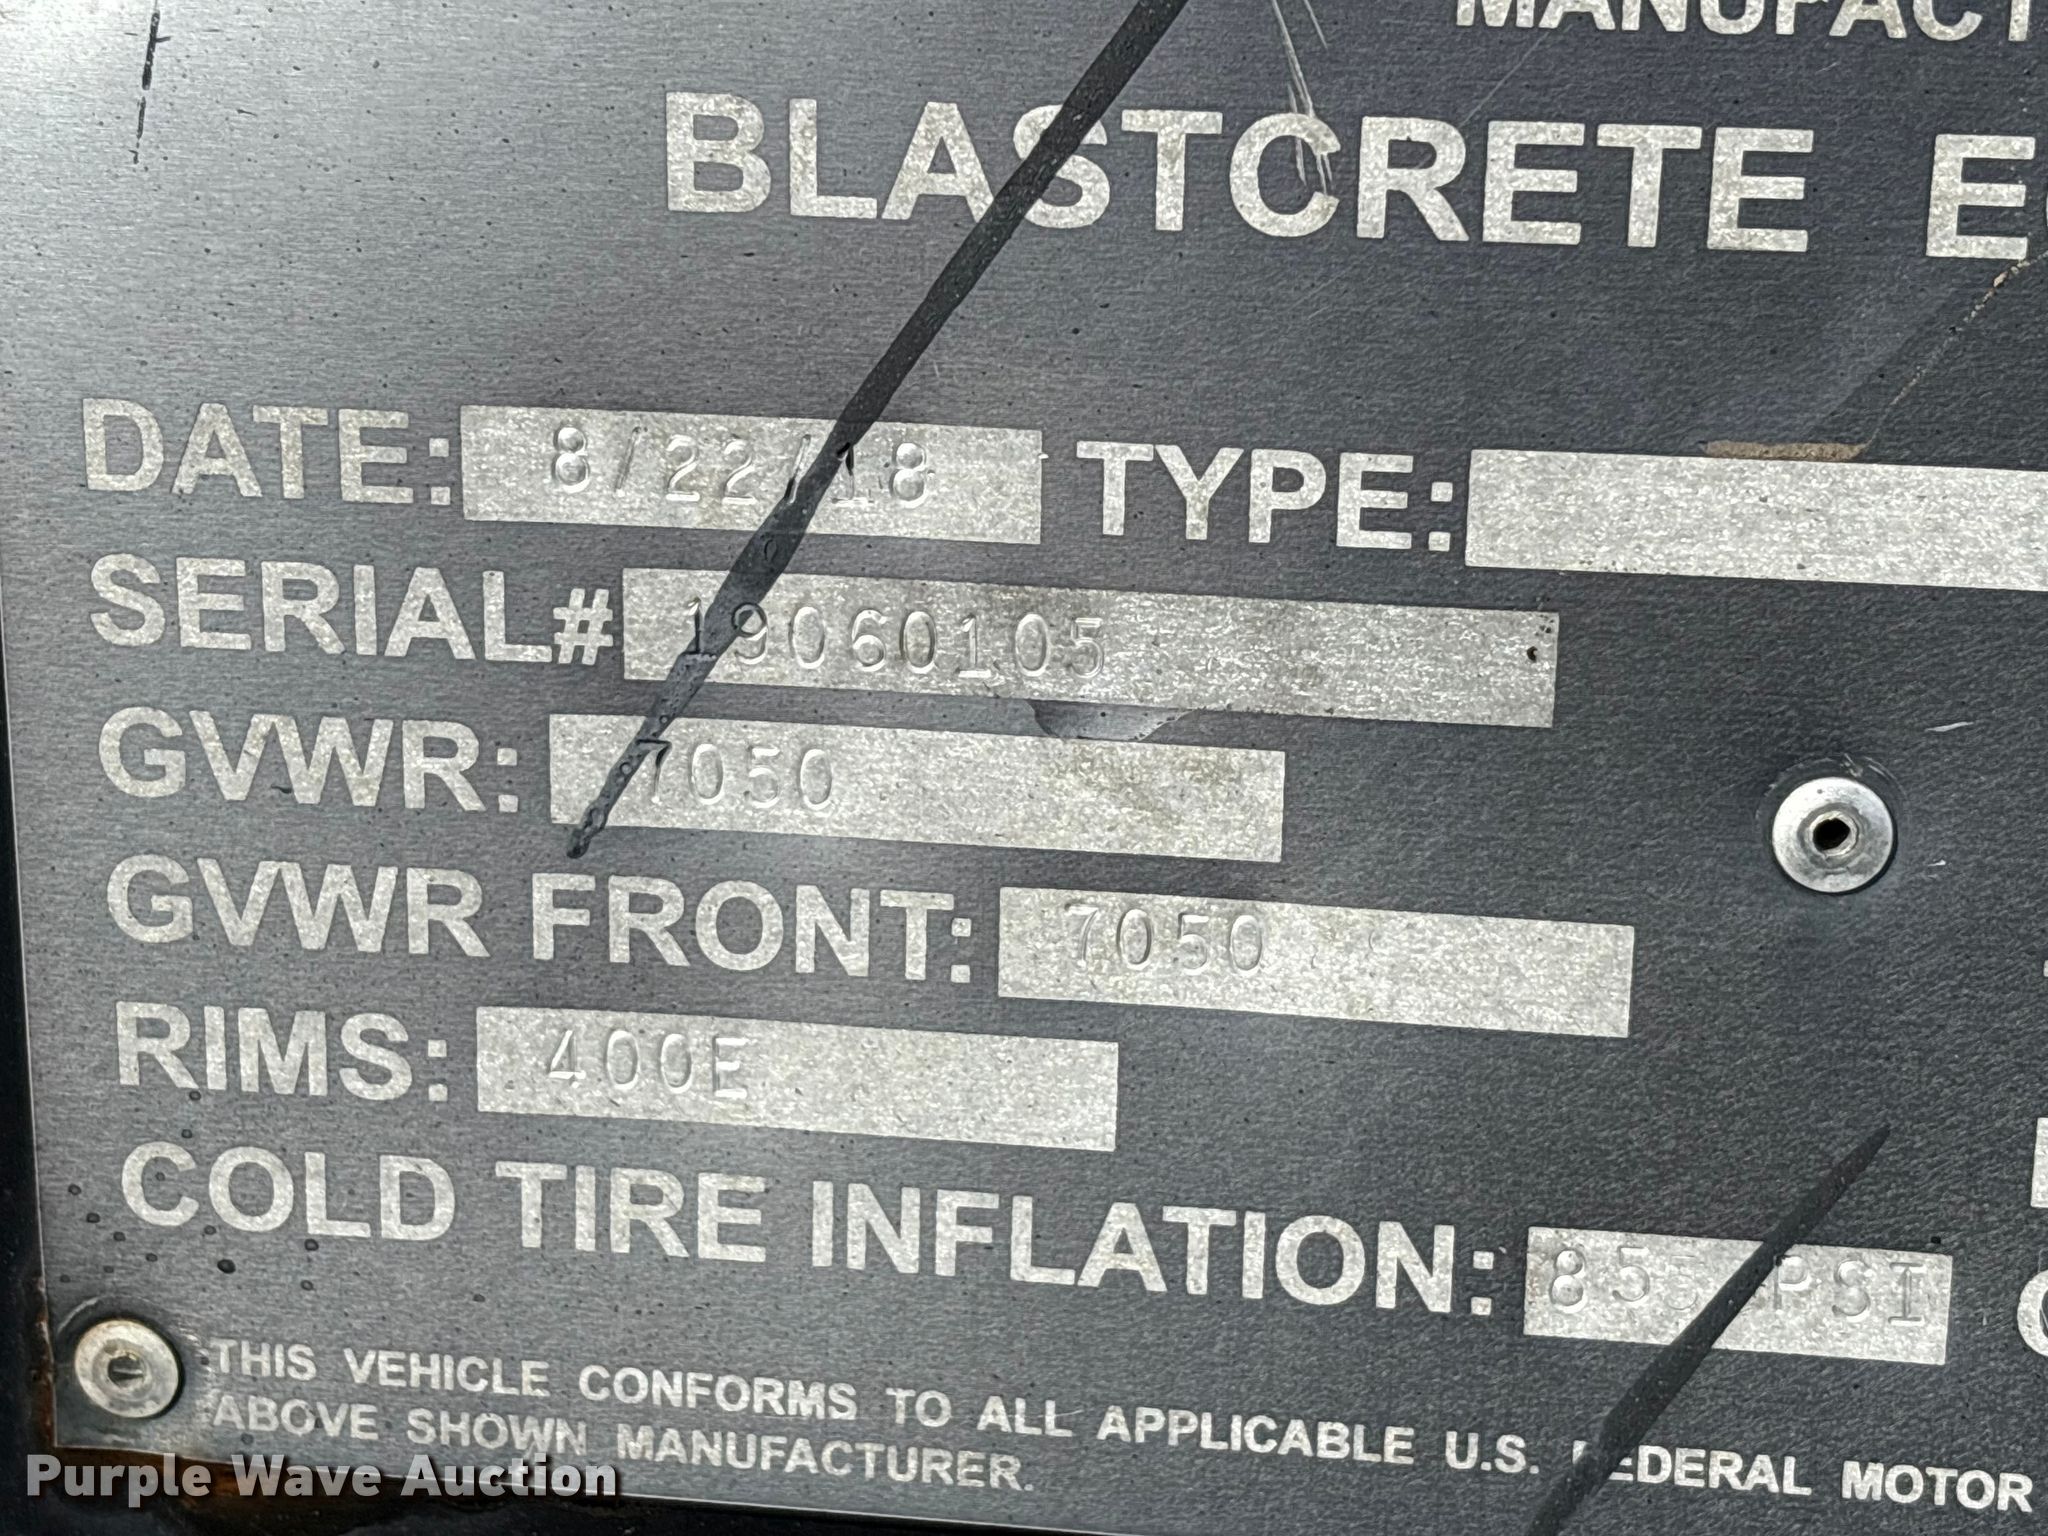 MANUFACT
BLASTCRETE E
DATE: 8/22/18 TYPE:
SERIAL# 19060105
GVWR: 7050
GVWR FRONT: 7050
RIMS: 400E
COLD TIRE INFLATION: PSI
THIS VEHICLE CONFORMS TO ALL APPLICABLE U.S. FEDERAL MOTOR
ABOVE SHOWN MANUFACTURER.
Purple Wave Auction